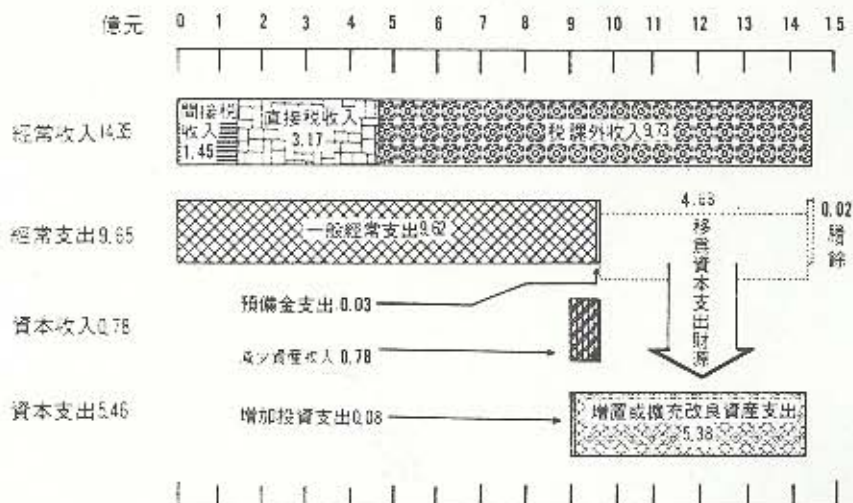 億元 0 1 2 3 4 5 6 7 8 9 10 11 12 13 14 15
經常收入14.35
間接稅
收入
1.45
直接稅收入
3.17
稅課外收入9.73
經常支出9.65
一般經常支出9.62
4.68
移為資本支出財源
0.02
賸餘
預備金支出0.03
資本收入0.78
減少資產收入0.78
資本支出5.46
增加投資支出0.08
增置或擴充改良資產支出
5.38